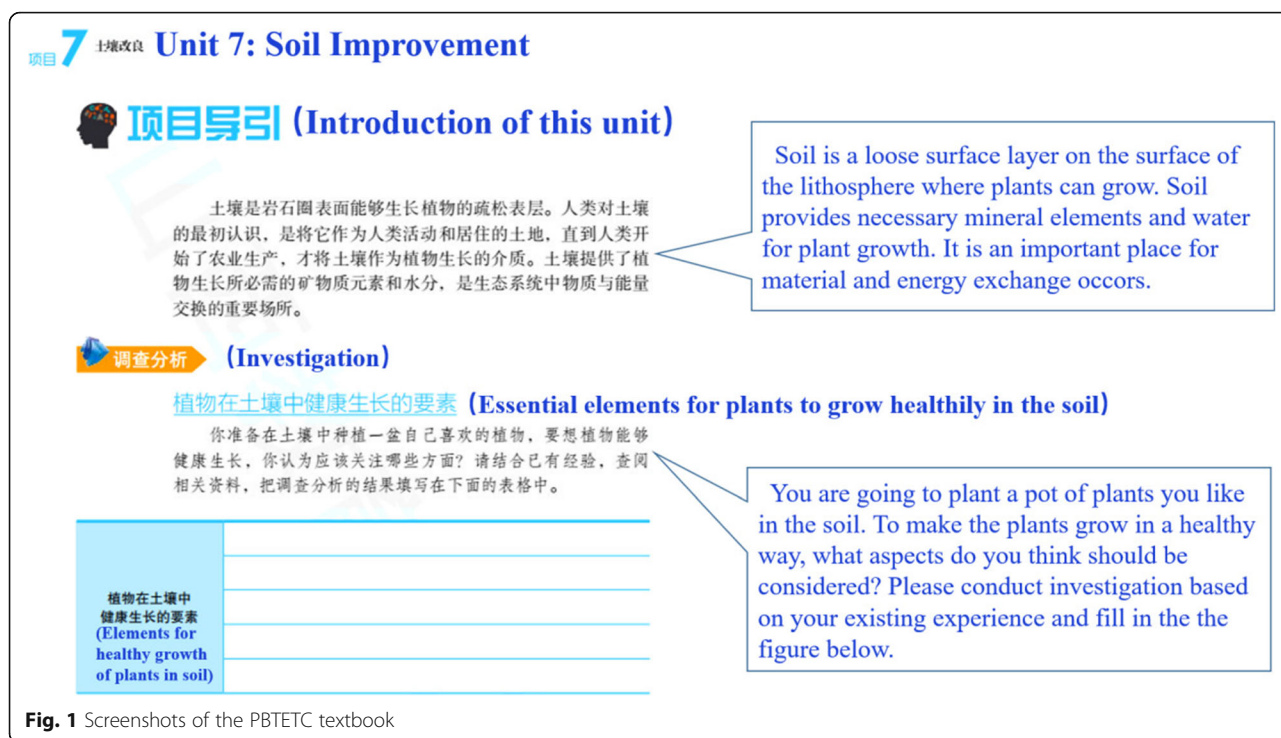 项目7 土壤改良 Unit 7: Soil Improvement
项目导引 (Introduction of this unit)
土壤是岩石圈表面能够生长植物的疏松表层。人类对土壤
的最初认识，是将它作为人类活动和居住的土地，直到人类开
始了农业生产，才将土壤作为植物生长的介质。土壤提供了植
物生长所必需的矿物质元素和水分，是生态系统中物质与能量
交换的重要场所。
Soil is a loose surface layer on the surface of
the lithosphere where plants can grow. Soil
provides necessary mineral elements and water
for plant growth. It is an important place for
material and energy exchange occors.
调查分析 (Investigation)
植物在土壤中健康生长的要素 (Essential elements for plants to grow healthily in the soil)
你准备在土壤中种植一盆自己喜欢的植物，要想植物能够
健康生长，你认为应该关注哪些方面？请结合已有经验，查阅
相关资料，把调查分析的结果填写在下面的表格中。
You are going to plant a pot of plants you like
in the soil. To make the plants grow in a healthy
way, what aspects do you think should be
considered? Please conduct investigation based
on your existing experience and fill in the the
figure below.
植物在土壤中
健康生长的要素
(Elements for
healthy growth
of plants in soil)
Fig. 1 Screenshots of the PBTETC textbook